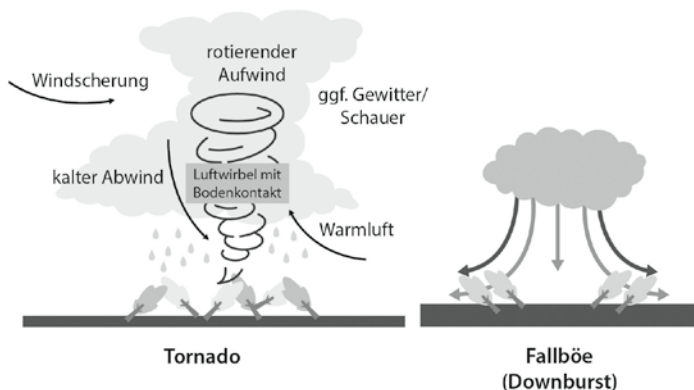 rotierender
Aufwind
Windscherung
ggf. Gewitter/
Schauer
kalter Abwind
Luftwirbel mit
Bodenkontakt
Warmluft
Tornado
Fallböe
(Downburst)